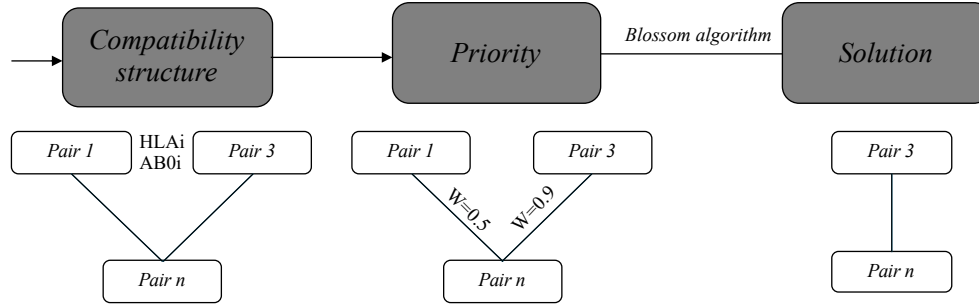 Compatibility
structure
Priority
Blossom algorithm
Solution
Pair 1
HLAi
AB0i
Pair 3
Pair n
Pair 1
Pair 3
W=0.5
W=0.9
Pair n
Pair 3
Pair n